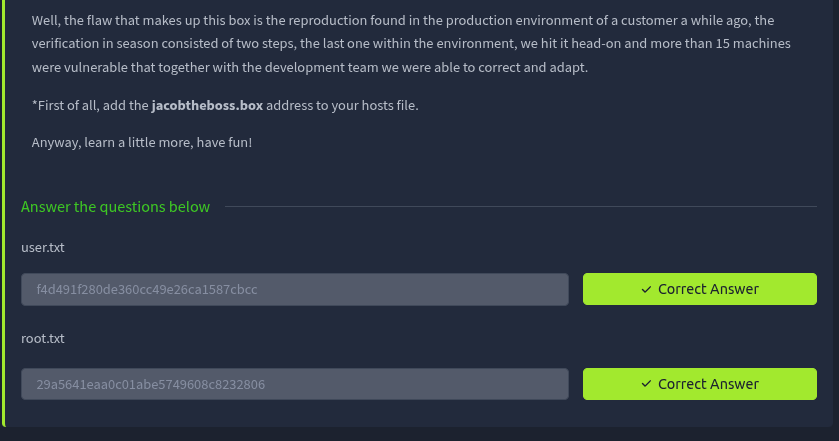 Well, the flaw that makes up this box is the reproduction found in the production environment of a customer a while ago, the
verification in season consisted of two steps, the last one within the environment, we hit it head-on and more than 15 machines
were vulnerable that together with the development team we were able to correct and adapt.
*First of all, add the jacobtheboss.box address to your hosts file.
Anyway, learn a little more, have fun!
Answer the questions below
user.txt
f4d491f280de360cc49e26ca1587cbcc
✓ Correct Answer
root.txt
29a5641eaa0c01abe5749608c8232806
✓ Correct Answer